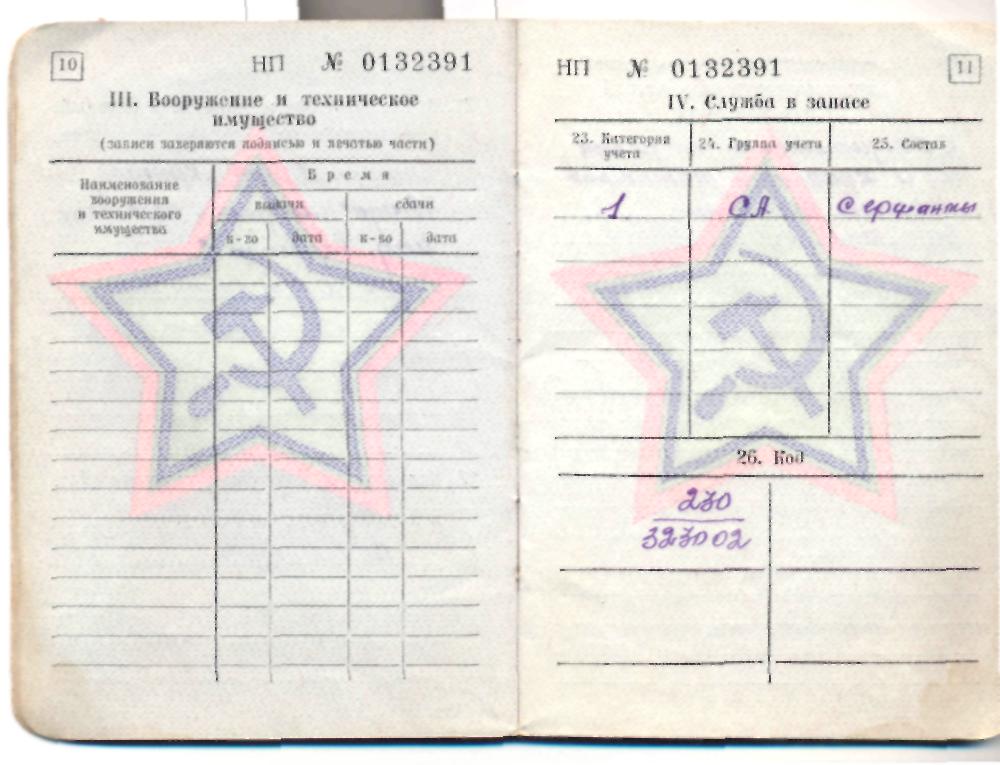 10
НП № 0132391
III. Вооружение и техническое
имущество
(записи заверяются подписью и печатью части)
Наименование
вооружения
и технического
имущества
Время
выдачи
сдачи
к-во
дата
к-во
дата
НП № 0132391
11
IV. Служба в запасе
23. Категория
учета
24. Группа учета
25. Состав
1
СА
Сержанты
26. Код